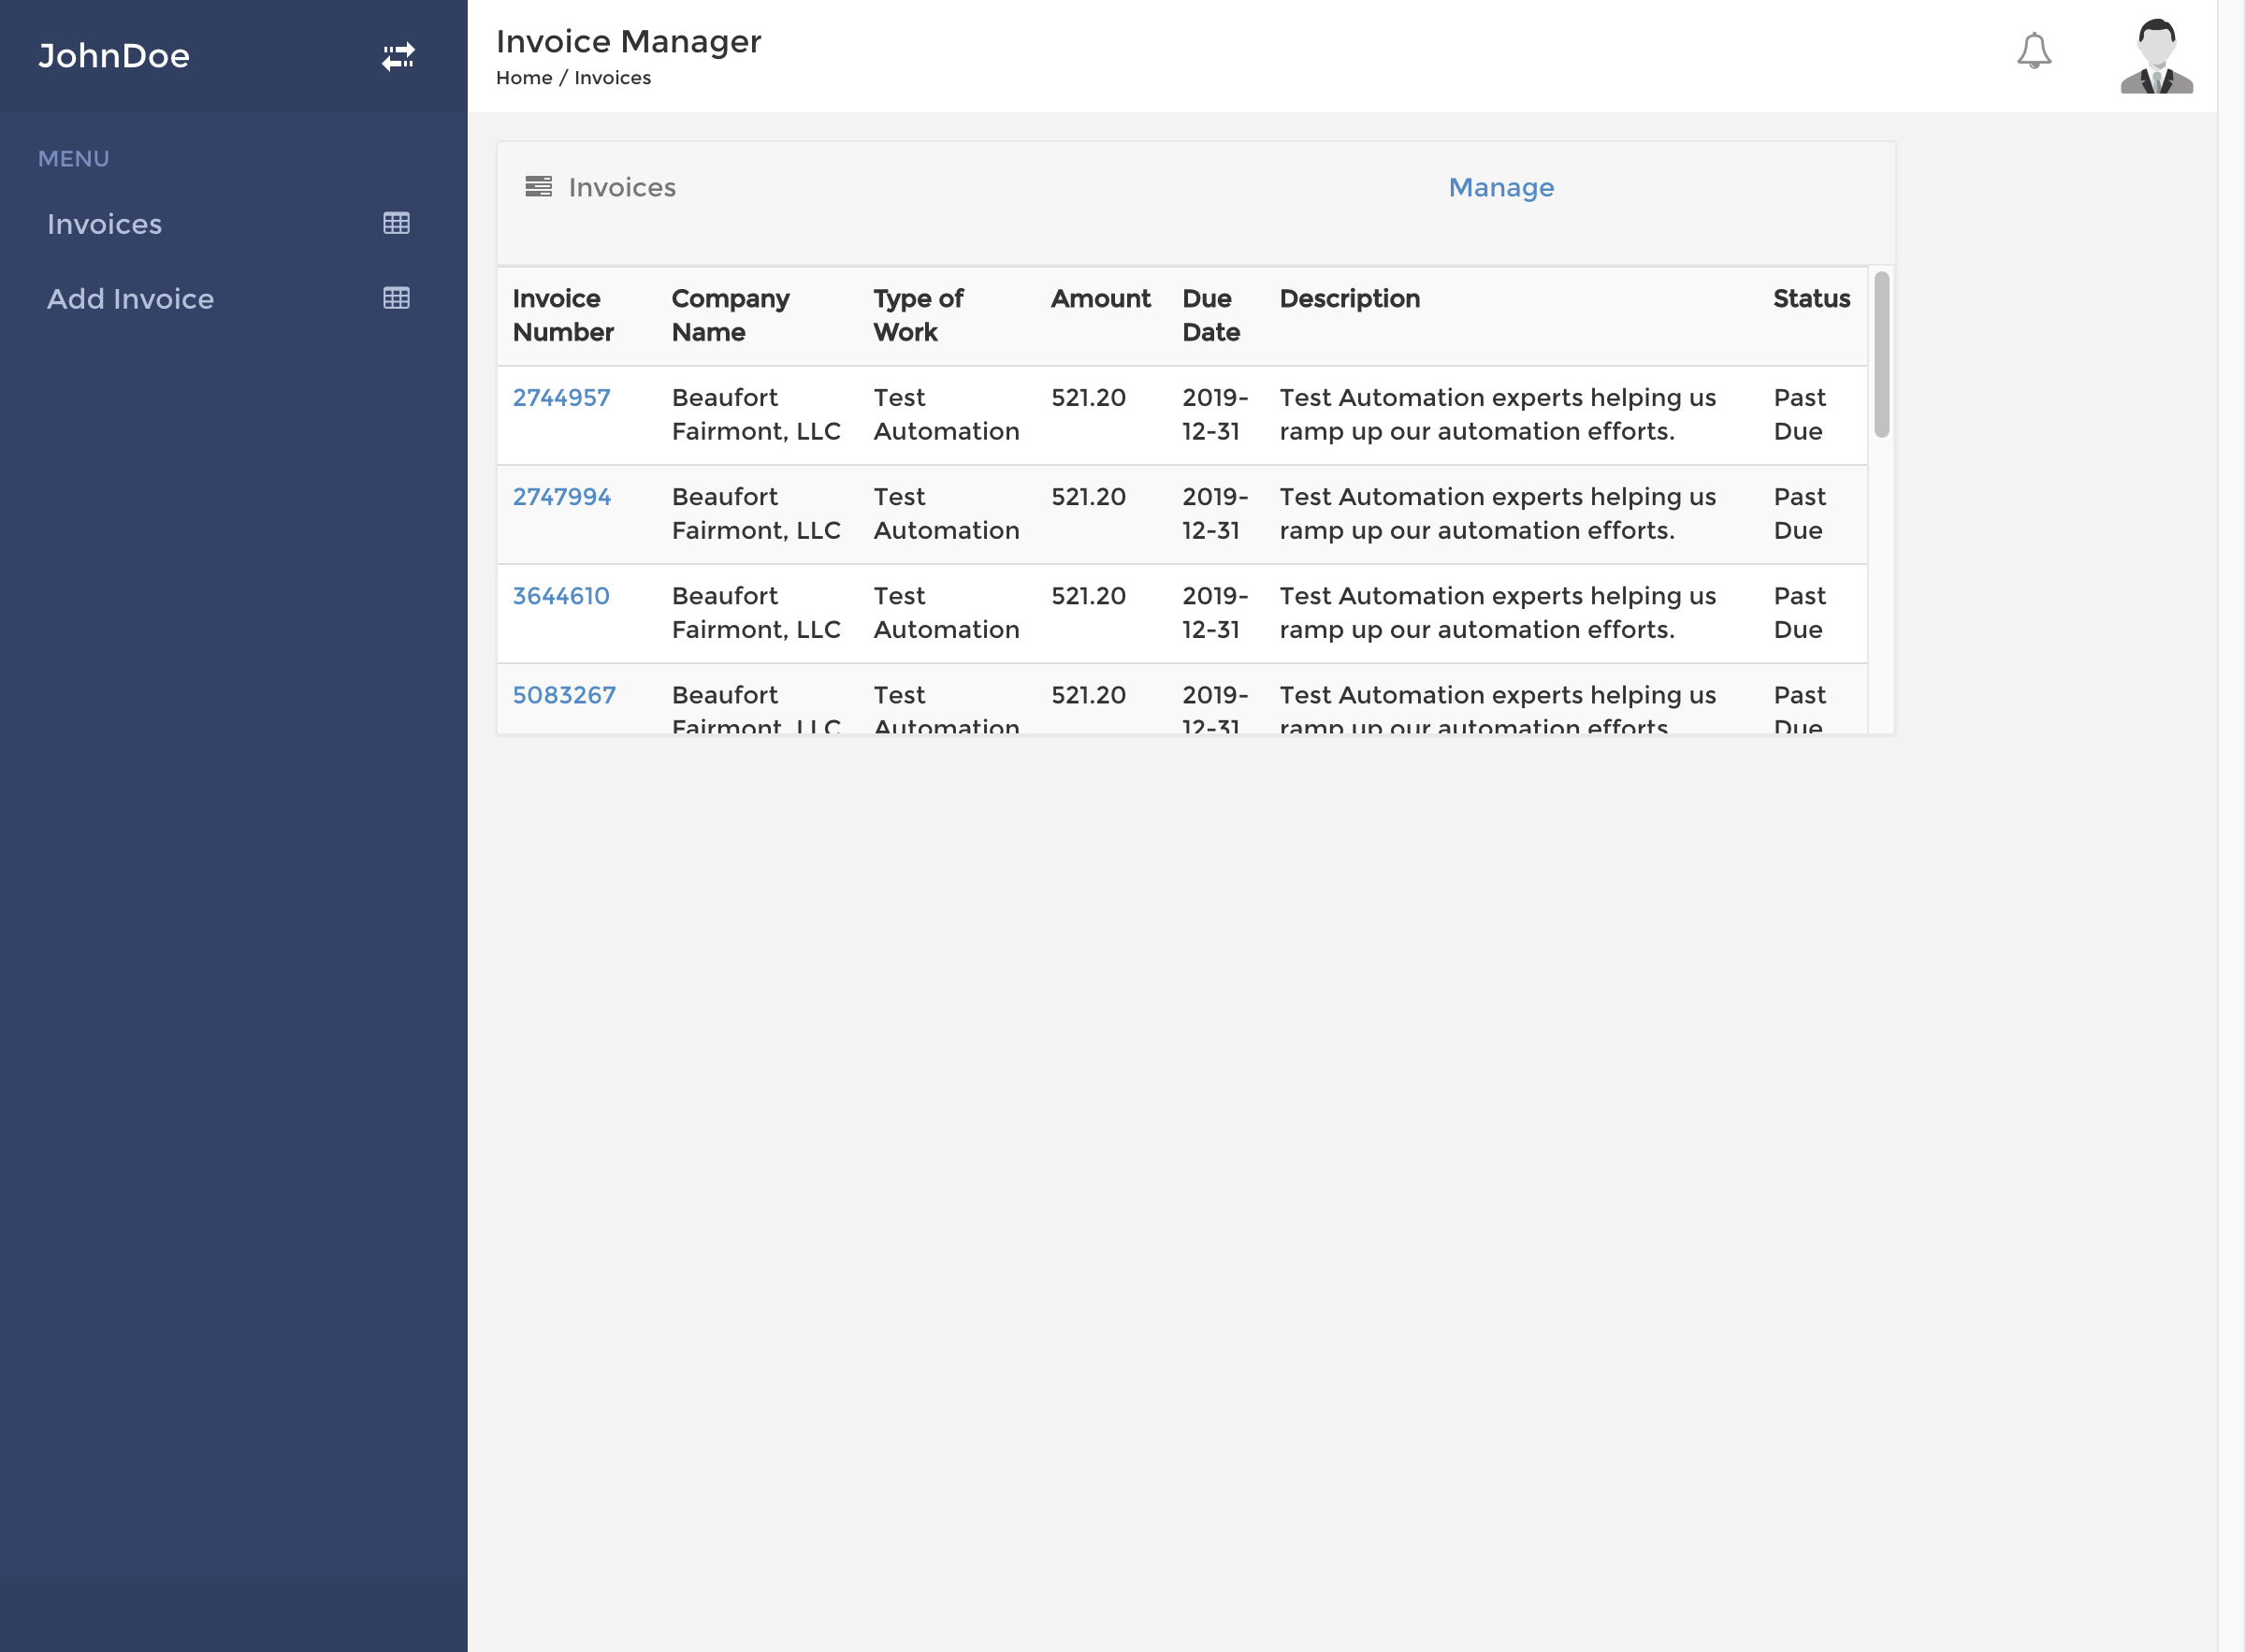 JohnDoe
MENU
Invoices
Add Invoice
Invoice Manager
Home / Invoices
Invoices
Manage
Invoice Number Company Name Type of Work Amount Due Date Description Status
2744957 Beaufort Fairmont, LLC Test Automation 521.20 2019-12-31 Test Automation experts helping us ramp up our automation efforts. Past Due
2747994 Beaufort Fairmont, LLC Test Automation 521.20 2019-12-31 Test Automation experts helping us ramp up our automation efforts. Past Due
3644610 Beaufort Fairmont, LLC Test Automation 521.20 2019-12-31 Test Automation experts helping us ramp up our automation efforts. Past Due
5083267 Beaufort Fairmont, LLC Test Automation 521.20 2019-12-31 Test Automation experts helping us ramp up our automation efforts. Past Due